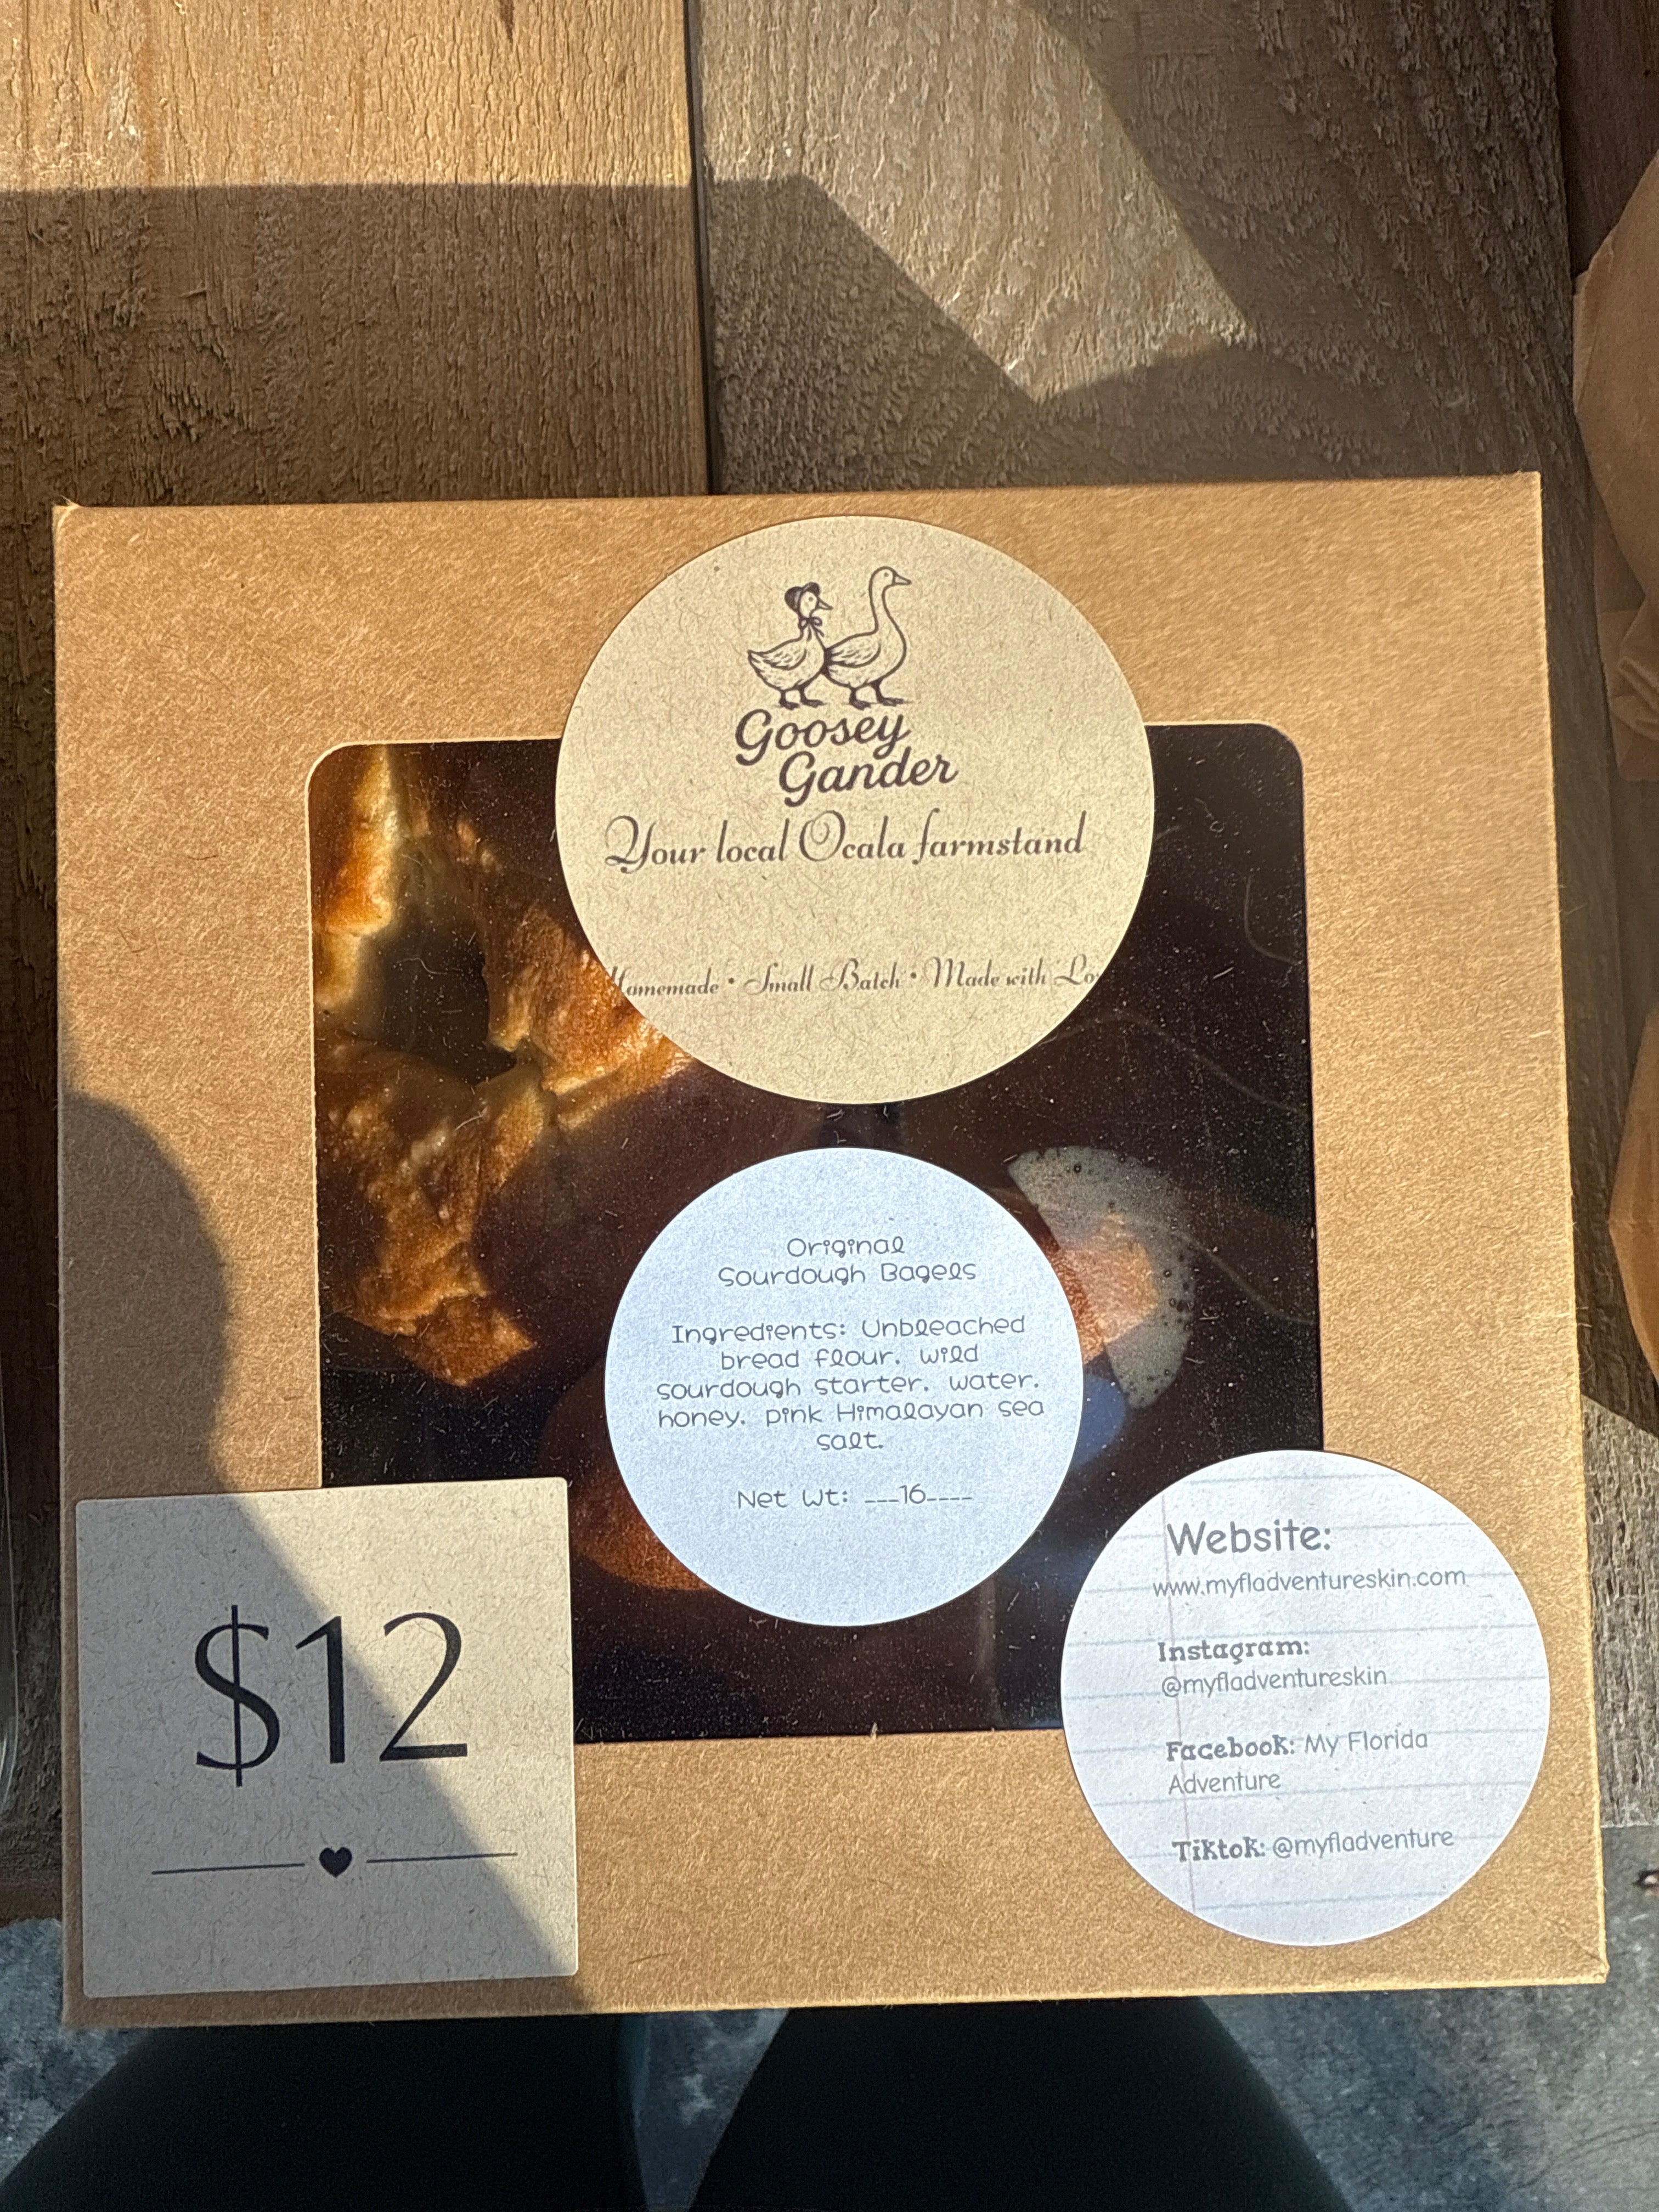 Goosey
Gander
Your local Ocala farmstand
Homemade • Small Batch • Made with Lo
Original
Sourdough Bagels
Ingredients: Unbleached
bread flour, wild
sourdough starter, water,
honey, pink Himalayan sea
salt.
Net Wt: ___16____
$12
Website:
www.myfladventureskin.com
Instagram:
@myfladventureskin
Facebook: My Florida
Adventure
Tiktok: @myfladventure